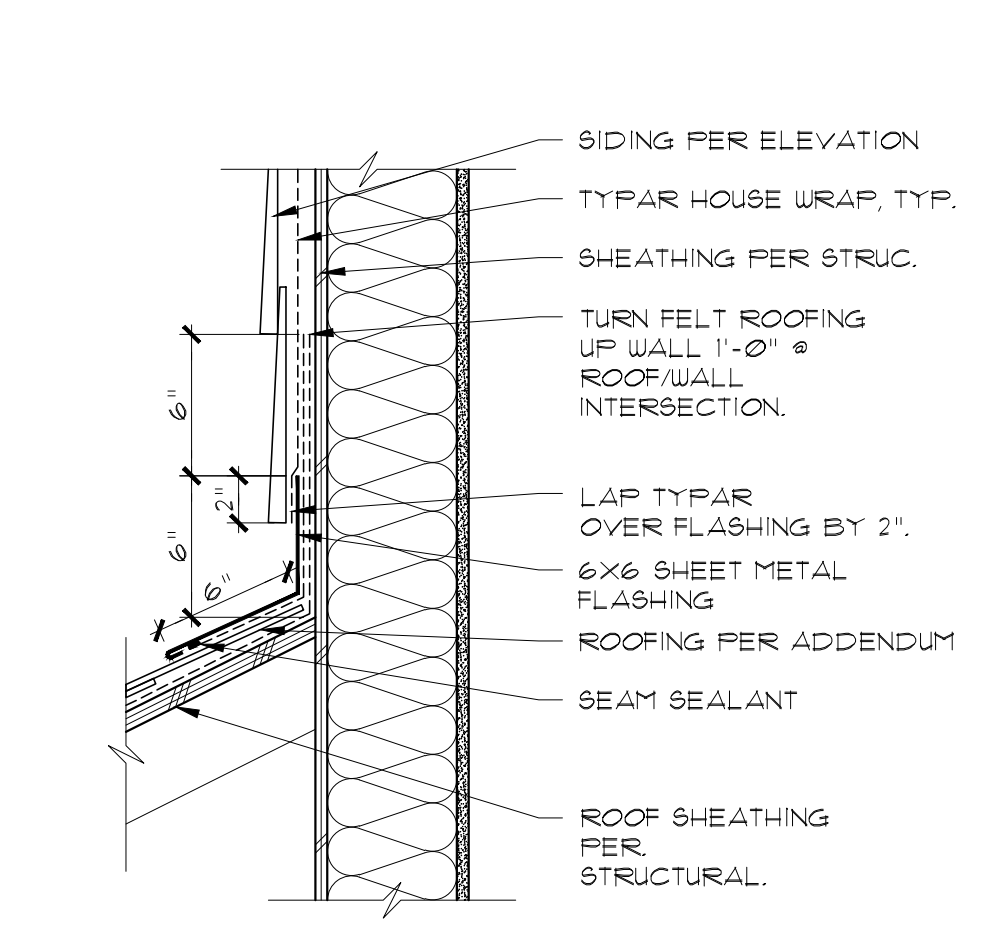 SIDING PER ELEVATION
TYPAR HOUSE WRAP, TYP.
SHEATHING PER STRUC.
TURN FELT ROOFING
UP WALL 1'-0" @
ROOF/WALL
INTERSECTION.
6"
LAP TYPAR
OVER FLASHING BY 2".
2"
6"
6X6 SHEET METAL
FLASHING
6"
ROOFING PER ADDENDUM
SEAM SEALANT
ROOF SHEATHING
PER.
STRUCTURAL.